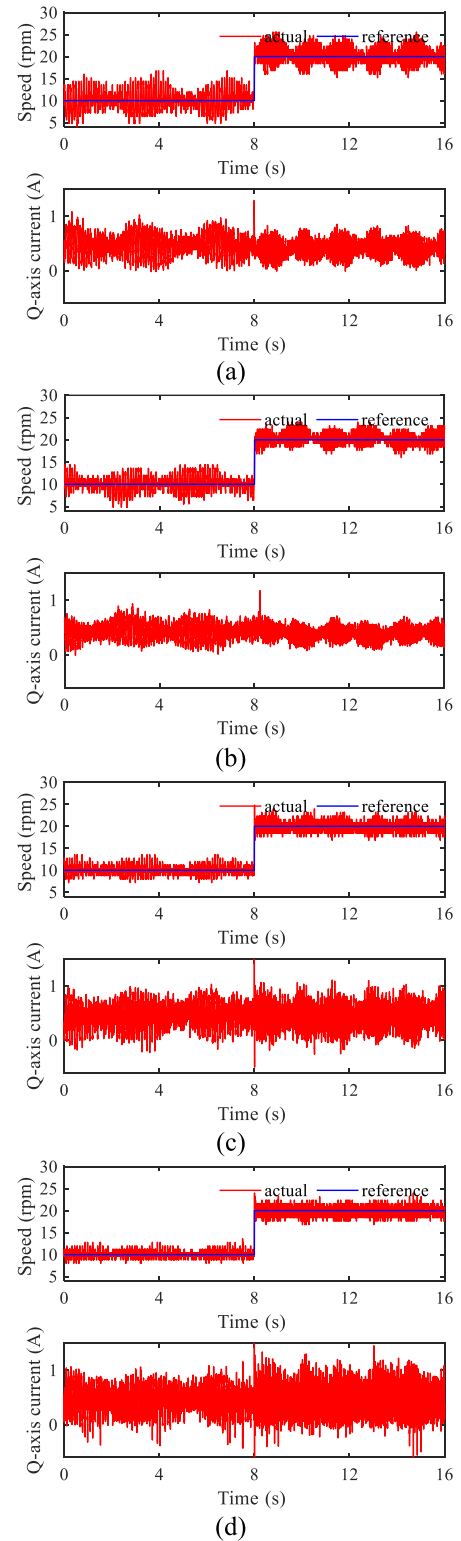 30
25
20
15
10
5
Speed (rpm)
actual reference
0 4 8 12 16
Time (s)
1
0
Q-axis current (A)
0 4 8 12 16
Time (s)
(a)
30
25
20
15
10
5
Speed (rpm)
actual reference
0 4 8 12 16
Time (s)
1
0
Q-axis current (A)
0 4 8 12 16
Time (s)
(b)
30
25
20
15
10
5
Speed (rpm)
actual reference
0 4 8 12 16
Time (s)
1
0
Q-axis current (A)
0 4 8 12 16
Time (s)
(c)
30
25
20
15
10
5
Speed (rpm)
actual reference
0 4 8 12 16
Time (s)
1
0
Q-axis current (A)
0 4 8 12 16
Time (s)
(d)